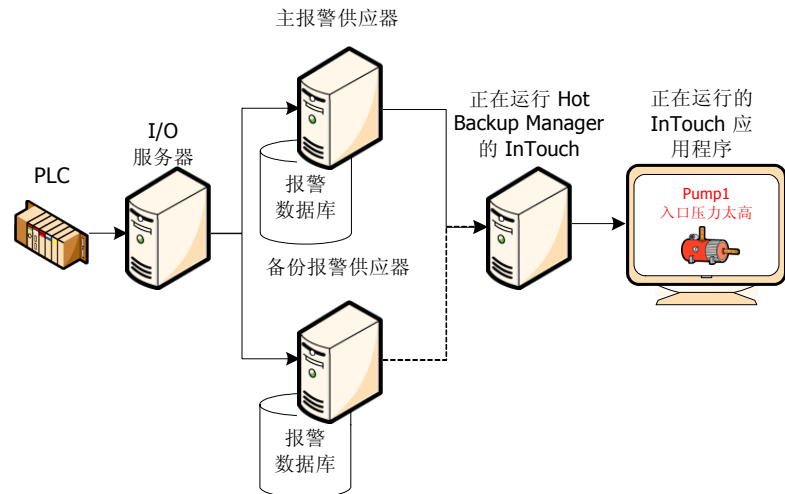 主报警供应器
正在运行 Hot
Backup Manager
的 InTouch
正在运行的
InTouch 应
用程序
I/O
服务器
PLC
报警
数据库
Pump1
入口压力太高
备份报警供应器
报警
数据库